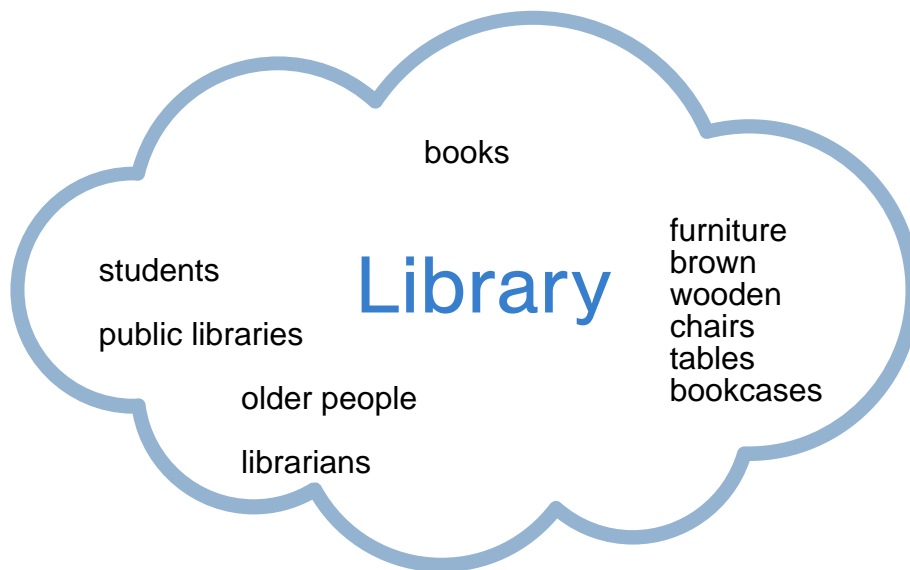 books
students
public libraries
Library
older people
librarians
furniture
brown
wooden
chairs
tables
bookcases